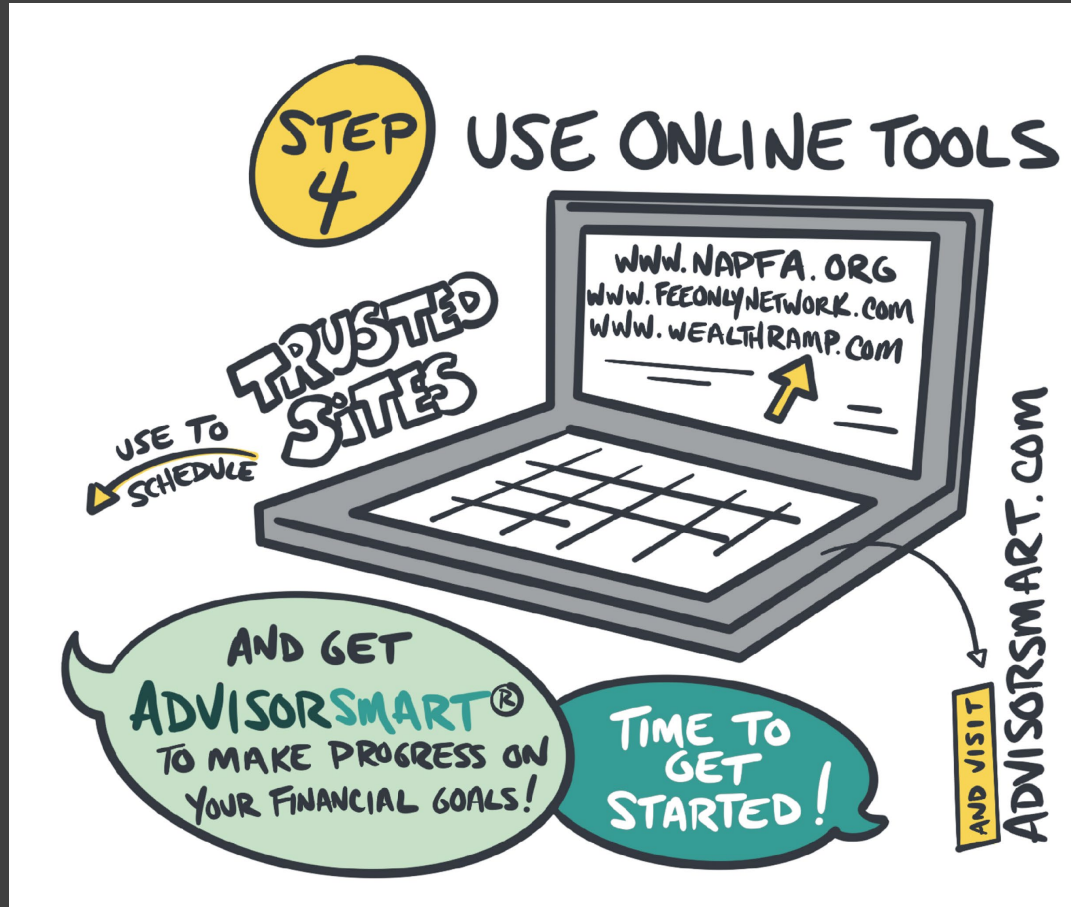 STEP
4
USE ONLINE TOOLS
WWW.NAPFA.ORG
WWW.FEEONLYNETWORK.COM
WWW.WEALTHRAMP.COM
TRUSTED
SITES
USE TO
SCHEDULE
AND GET
ADVISORSMART®
TO MAKE PROGRESS ON
YOUR FINANCIAL GOALS!
TIME TO
GET
STARTED!
AND VISIT
ADVISORSMART.COM